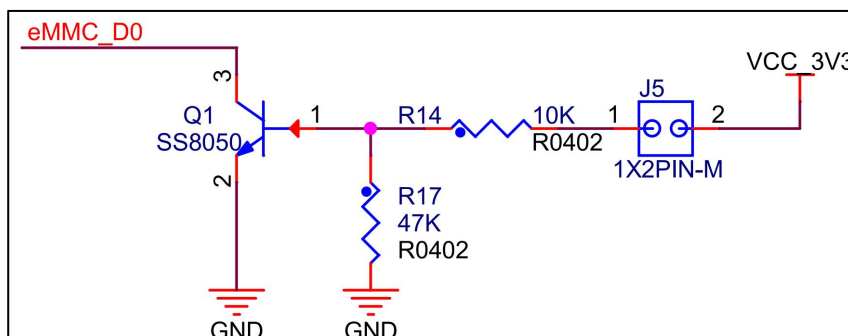 eMMC_D0
VCC_3V3
3
J5
Q1
SS8050
1
R14
10K
1
2
R0402
1X2PIN-M
2
R17
47K
R0402
GND
GND